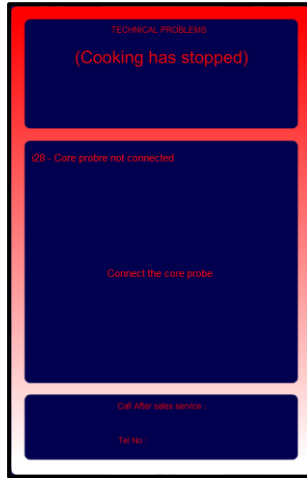 TECHNICAL PROBLEMS
(Cooking has stopped)
i28 - Core probre not connected
Connect the core probe
Call After sales service :
Tel No :